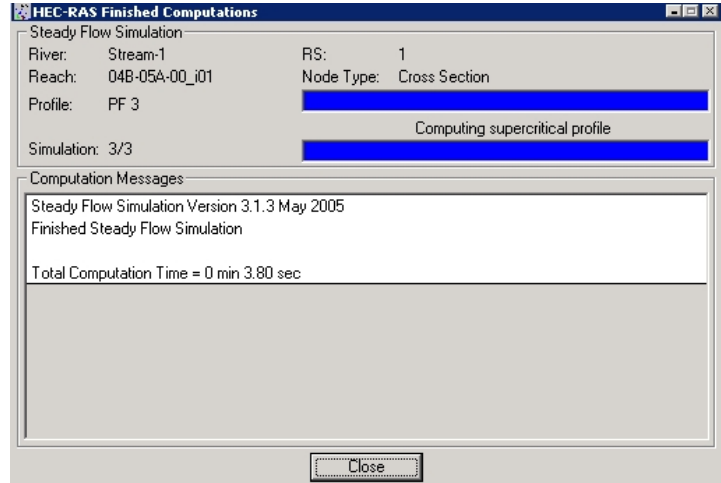 HEC-RAS Finished Computations
Steady Flow Simulation
River: Stream-1 RS: 1
Reach: 04B-05A-00_i01 Node Type: Cross Section
Profile: PF 3
Computing supercritical profile
Simulation: 3/3
Computation Messages
Steady Flow Simulation Version 3.1.3 May 2005
Finished Steady Flow Simulation
Total Computation Time = 0 min 3.80 sec
Close